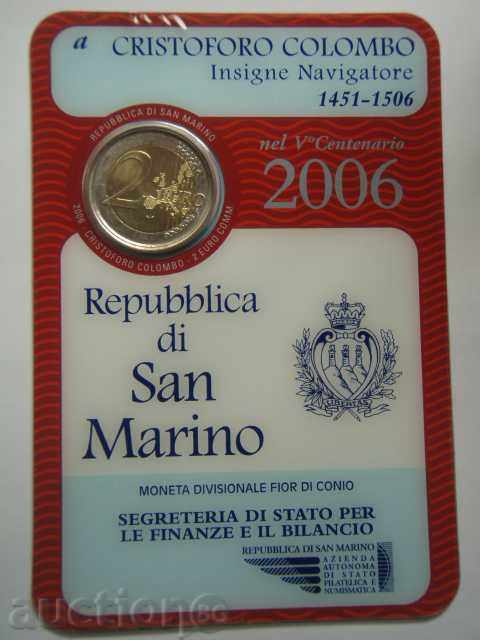 a CRISTOFORO COLOMBO
Insigne Navigatore
1451-1506
nel V° Centenario
2006
REPUBBLICA DI SAN MARINO
2 EURO
2006 CRISTOFORO COLOMBO - 2 EURO COMM
Repubblica
di
San
Marino
LIBERTAS
MONETA DIVISIONALE FIOR DI CONIO
SEGRETERIA DI STATO PER
LE FINANZE E IL BILANCIO
REPUBBLICA DI SAN MARINO
AZIENDA
AUTONOMA
DI STATO
FILATELICA E
NUMISMATICA
auction